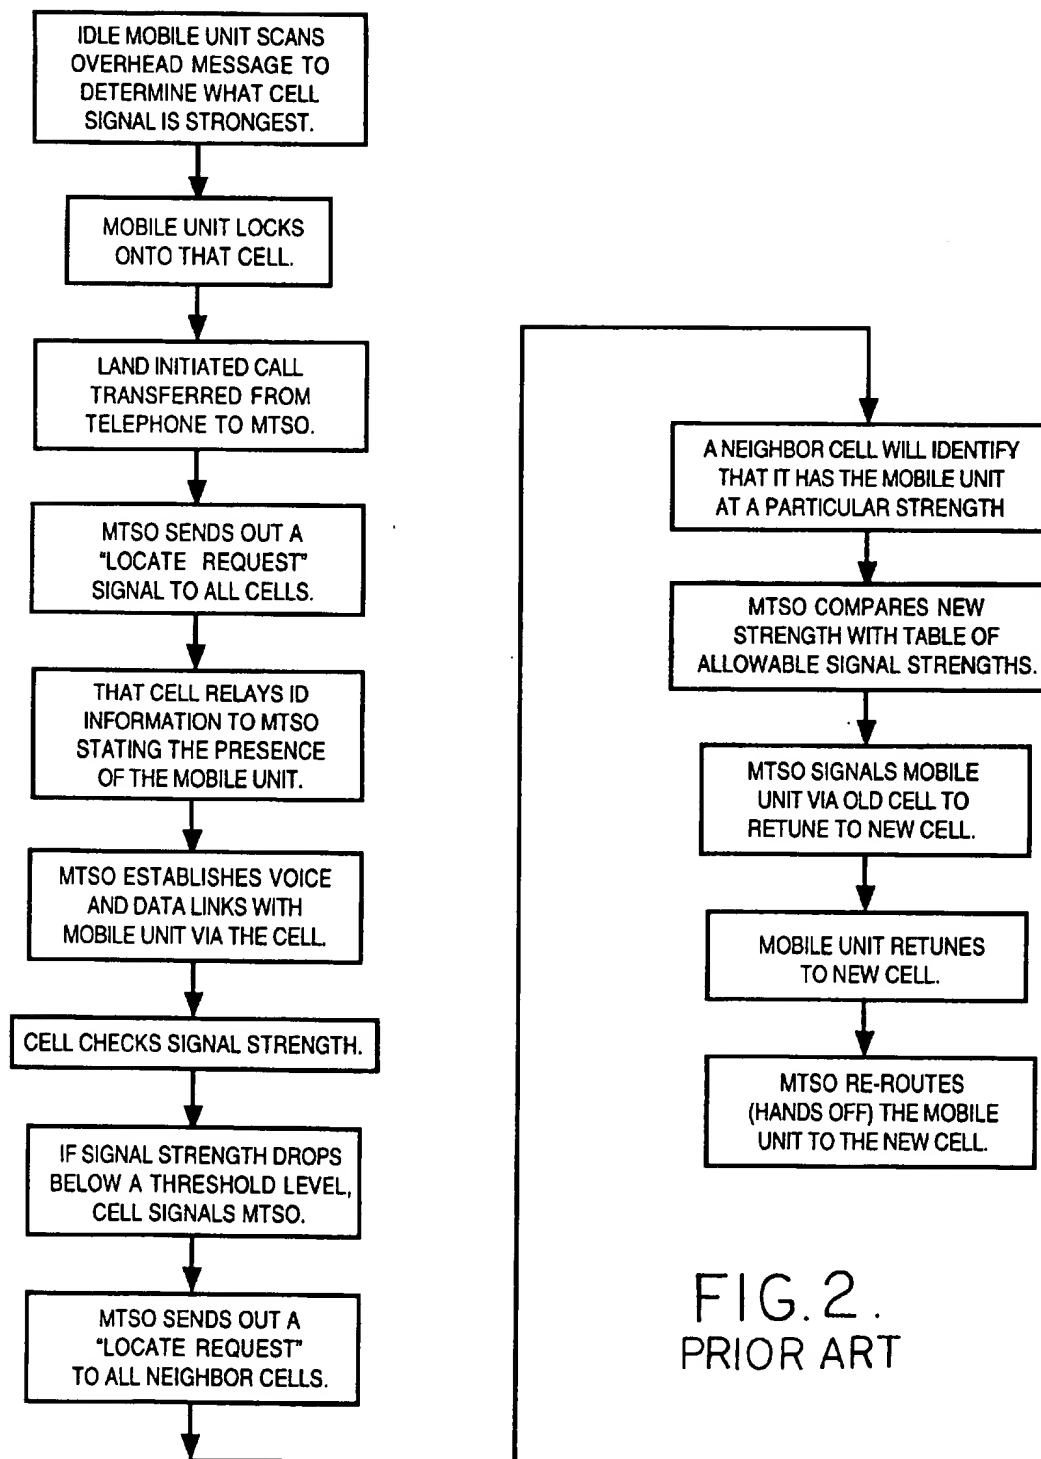 IDLE MOBILE UNIT SCANS
OVERHEAD MESSAGE TO
DETERMINE WHAT CELL
SIGNAL IS STRONGEST.
MOBILE UNIT LOCKS
ONTO THAT CELL.
LAND INITIATED CALL
TRANSFERRED FROM
TELEPHONE TO MTSO.
MTSO SENDS OUT A
"LOCATE REQUEST"
SIGNAL TO ALL CELLS.
THAT CELL RELAYS ID
INFORMATION TO MTSO
STATING THE PRESENCE
OF THE MOBILE UNIT.
MTSO ESTABLISHES VOICE
AND DATA LINKS WITH
MOBILE UNIT VIA THE CELL.
CELL CHECKS SIGNAL STRENGTH.
IF SIGNAL STRENGTH DROPS
BELOW A THRESHOLD LEVEL,
CELL SIGNALS MTSO.
MTSO SENDS OUT A
"LOCATE REQUEST"
TO ALL NEIGHBOR CELLS.
A NEIGHBOR CELL WILL IDENTIFY
THAT IT HAS THE MOBILE UNIT
AT A PARTICULAR STRENGTH
MTSO COMPARES NEW
STRENGTH WITH TABLE OF
ALLOWABLE SIGNAL STRENGTHS.
MTSO SIGNALS MOBILE
UNIT VIA OLD CELL TO
RETUNE TO NEW CELL.
MOBILE UNIT RETUNES
TO NEW CELL.
MTSO RE-ROUTES
(HANDS OFF) THE MOBILE
UNIT TO THE NEW CELL.
FIG. 2.
PRIOR ART